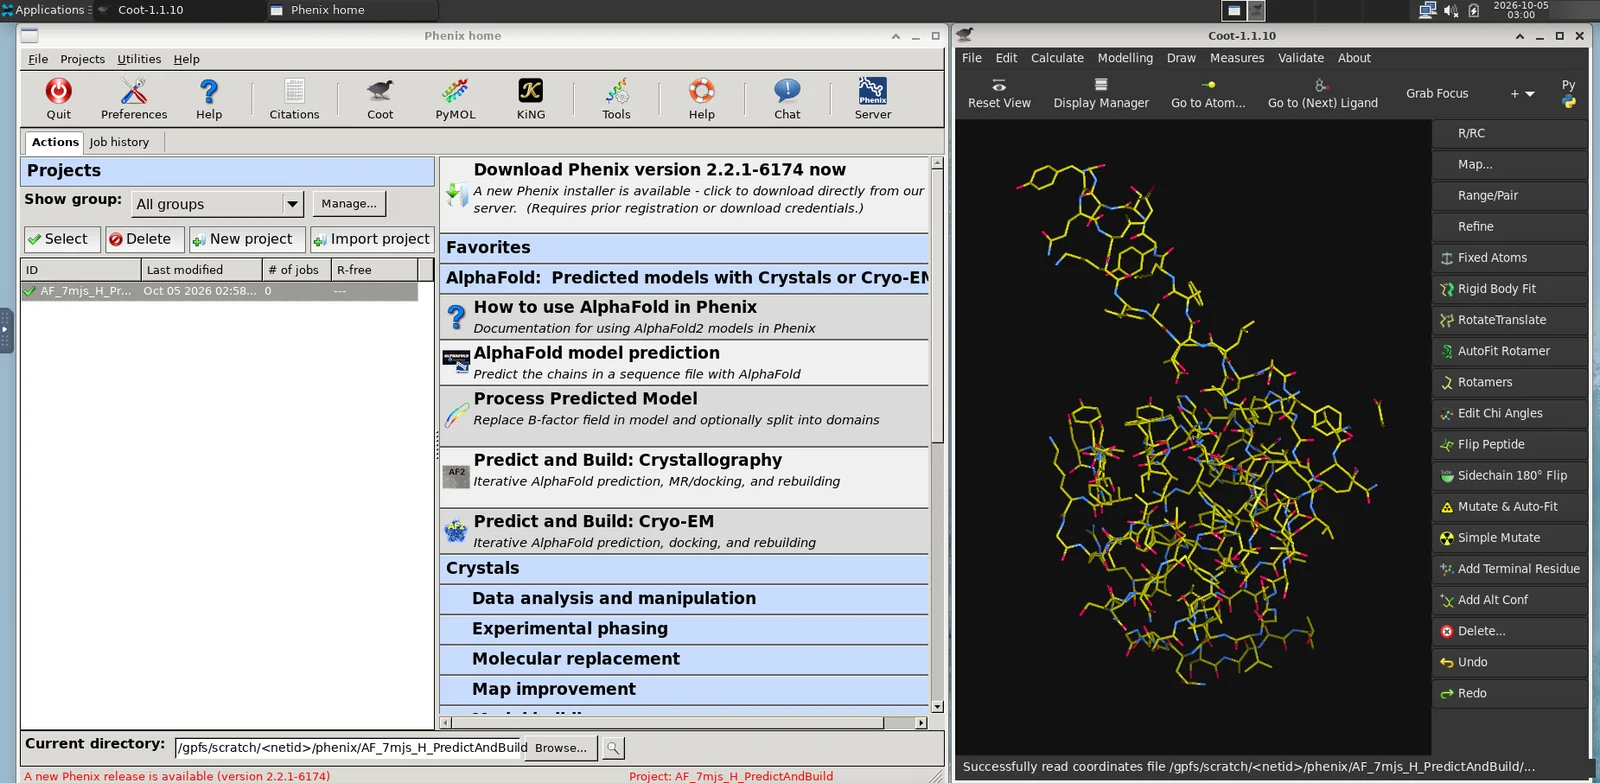 Applications
Coot-1.1.10
Phenix home
2026-10-05
03:00
Phenix home
File Projects Utilities Help
Quit Preferences Help Citations Coot PyMOL KiNG Tools Help Chat Server
Actions Job history
Projects
Show group: All groups Manage...
Select Delete New project Import project
ID Last modified # of jobs R-free
AF_7mjs_H_Pr... Oct 05 2026 02:58... 0 ---
Download Phenix version 2.2.1-6174 now
A new Phenix installer is available - click to download directly from our
server. (Requires prior registration or download credentials.)
Favorites
AlphaFold: Predicted models with Crystals or Cryo-EM
How to use AlphaFold in Phenix
Documentation for using AlphaFold2 models in Phenix
AlphaFold model prediction
Predict the chains in a sequence file with AlphaFold
Process Predicted Model
Replace B-factor field in model and optionally split into domains
AF2
Predict and Build: Crystallography
Iterative AlphaFold prediction, MR/docking, and rebuilding
Predict and Build: Cryo-EM
Iterative AlphaFold prediction, docking, and rebuilding
Crystals
Data analysis and manipulation
Experimental phasing
Molecular replacement
Map improvement
Current directory: /gpfs/scratch/<netid>/phenix/AF_7mjs_H_PredictAndBuild Browse...
A new Phenix release is available (version 2.2.1-6174)
Project: AF_7mjs_H_PredictAndBuild
Coot-1.1.10
File Edit Calculate Modelling Draw Measures Validate About
Reset View Display Manager Go to Atom... Go to (Next) Ligand Grab Focus + Py
R/RC
Map...
Range/Pair
Refine
Fixed Atoms
Rigid Body Fit
RotateTranslate
AutoFit Rotamer
Rotamers
Edit Chi Angles
Flip Peptide
Sidechain 180° Flip
Mutate & Auto-Fit
Simple Mutate
Add Terminal Residue
Add Alt Conf
Delete...
Undo
Redo
Successfully read coordinates file /gpfs/scratch/<netid>/phenix/AF_7mjs_H_PredictAndBuild/...